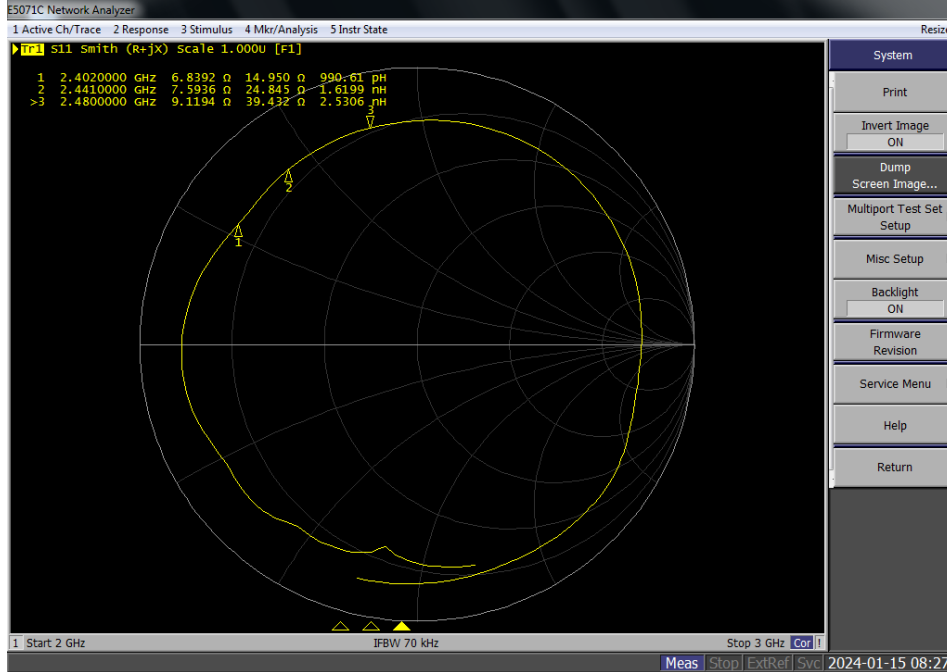 E5071C Network Analyzer
1 Active Ch/Trace 2 Response 3 Stimulus 4 Mkr/Analysis 5 Instr State
Resize
Tr1 S11 Smith (R+jX) Scale 1.000U [F1]
1 2.4020000 GHz 6.8392 Ω 14.950 Ω 990.61 pH
2 2.4410000 GHz 7.5936 Ω 24.845 Ω 1.6199 nH
>3 2.4800000 GHz 9.1194 Ω 39.432 Ω 2.5306 nH
3
2
1
System
Print
Invert Image
ON
Dump
Screen Image...
Multiport Test Set
Setup
Misc Setup
Backlight
ON
Firmware
Revision
Service Menu
Help
Return
1 Start 2 GHz
IFBW 70 kHz
Stop 3 GHz Cor !
Meas Stop ExtRef Svc 2024-01-15 08:27